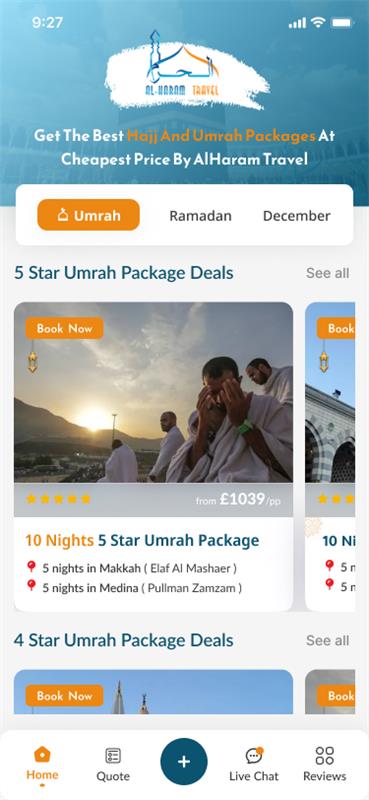 9:27
الحرم
AL-HARAM TRAVEL
Get The Best Hajj And Umrah Packages At
Cheapest Price By AlHaram Travel
Umrah Ramadan December
5 Star Umrah Package Deals See all
Book Now
Book
from £1039/pp
10 Nights 5 Star Umrah Package
5 nights in Makkah ( Elaf Al Mashaer )
5 nights in Medina ( Pullman Zamzam )
10 Ni
5 n
5 n
4 Star Umrah Package Deals See all
Book Now
Book
Home Quote Live Chat Reviews